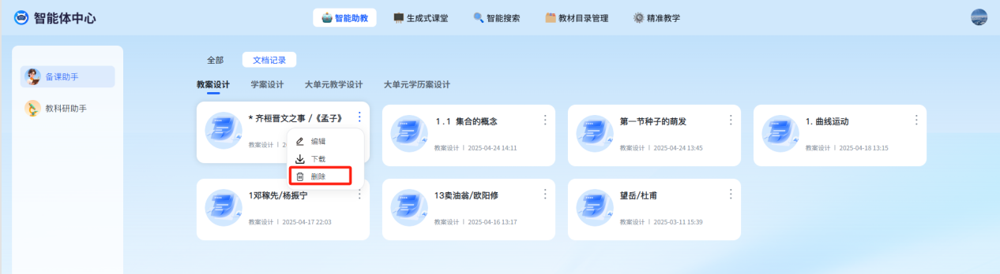 智能体中心
智能助教 生成式课堂 智能搜索 教材目录管理 精准教学
备课助手
教科研助手
全部 文档记录
教案设计 学案设计 大单元教学设计 大单元学历案设计
* 齐桓晋文之事 /《孟子》
教案设计
编辑
下载
删除
1.1 集合的概念
教案设计 | 2025-04-24 14:11
第一节种子的萌发
教案设计 | 2025-04-24 13:45
1. 曲线运动
教案设计 | 2025-04-18 13:15
1邓稼先/杨振宁
教案设计 | 2025-04-17 22:03
13卖油翁/欧阳修
教案设计 | 2025-04-16 13:17
望岳/杜甫
教案设计 | 2025-03-11 15:39